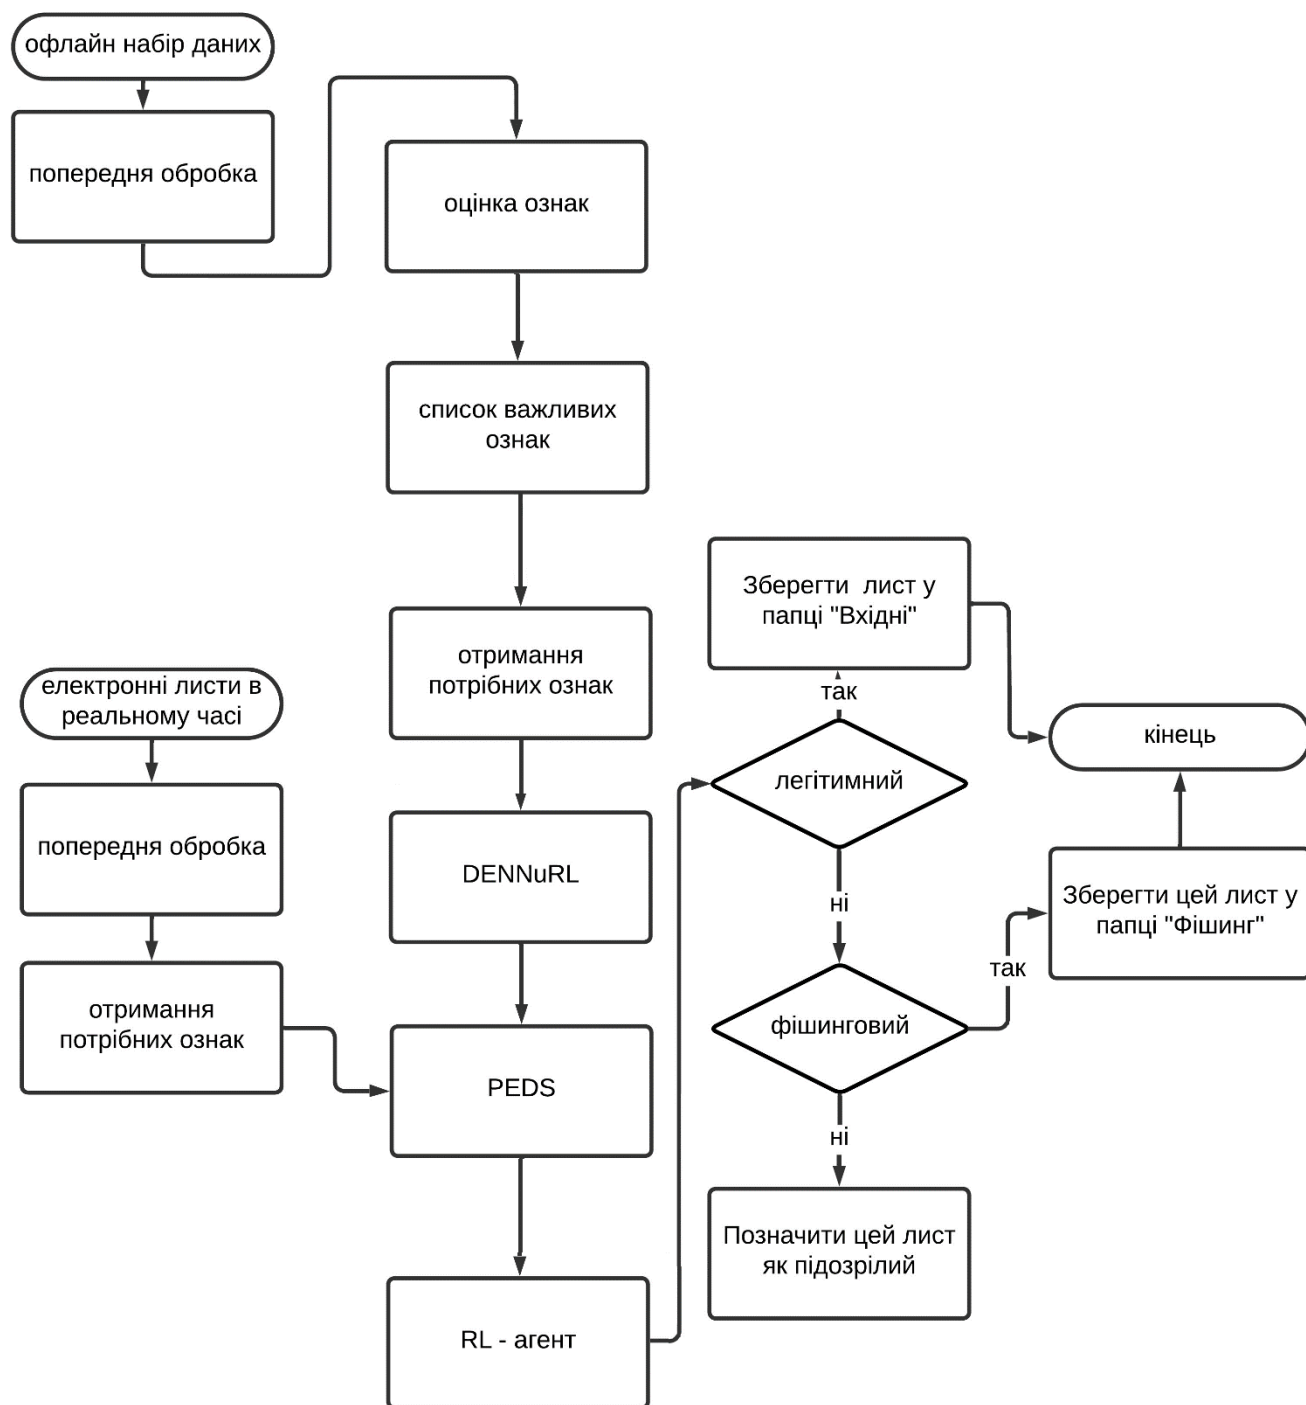 офлайн набір даних
попередня обробка
оцінка ознак
список важливих
ознак
отримання
потрібних ознак
електронні листи в
реальному часі
попередня обробка
отримання
потрібних ознак
DENNuRL
PEDS
RL - агент
Зберегти лист у
папці "Вхідні"
так
легітимний
ні
фішинговий
так
ні
Позначити цей лист
як підозрілий
кінець
Зберегти цей лист у
папці "Фішинг"